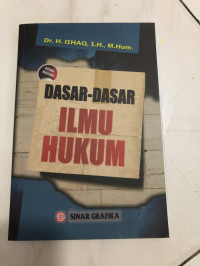 Dr. H. ISHAQ, S.H., M.Hum.
DASAR-DASAR
ILMU
HUKUM
SINAR GRAFIKA